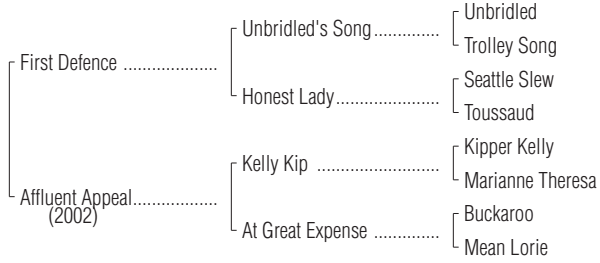 Unbridled
Unbridled's Song..............
Trolley Song
First Defence ....................
Seattle Slew
Honest Lady......................
Toussaud
Kipper Kelly
Kelly Kip ..........................
Marianne Theresa
Affluent Appeal..................
(2002)
Buckaroo
At Great Expense ..............
Mean Lorie